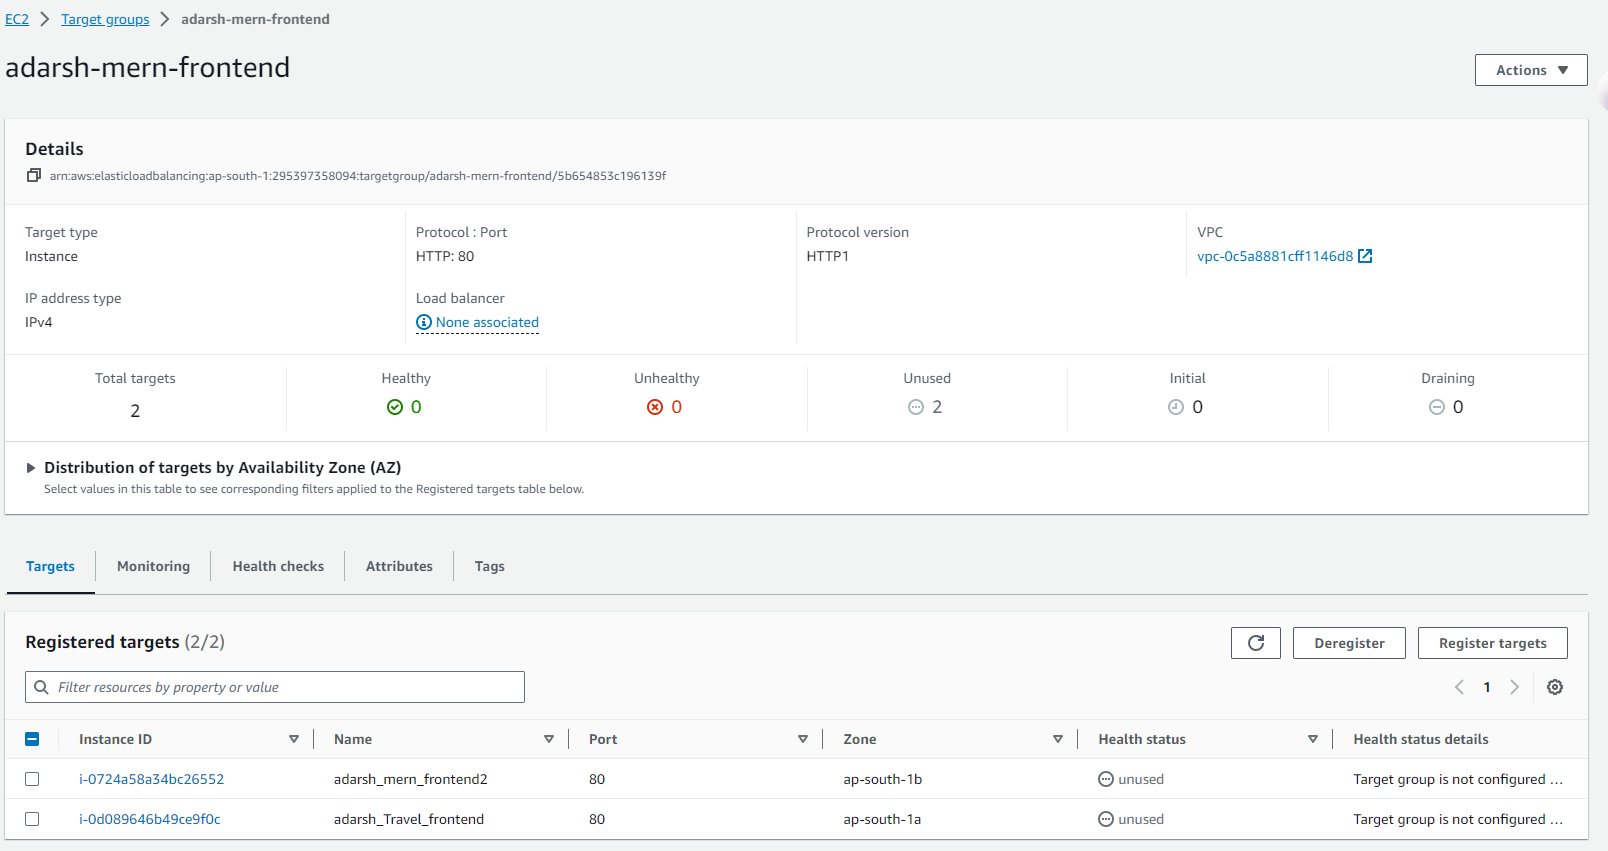 EC2 > Target groups > adarsh-mern-frontend
adarsh-mern-frontend
Actions
Details
arn:aws:elasticloadbalancing:ap-south-1:295397358094:targetgroup/adarsh-mern-frontend/5b654853c196139f
Target type
Instance
Protocol : Port
HTTP: 80
Protocol version
HTTP1
VPC
vpc-0c5a8881cff1146d8
IP address type
IPv4
Load balancer
None associated
Total targets
2
Healthy
0
Unhealthy
0
Unused
2
Initial
0
Draining
0
Distribution of targets by Availability Zone (AZ)
Select values in this table to see corresponding filters applied to the Registered targets table below.
Targets Monitoring Health checks Attributes Tags
Registered targets (2/2)
Deregister Register targets
Filter resources by property or value
1
Instance ID Name Port Zone Health status Health status details
i-0724a58a34bc26552 adarsh_mern_frontend2 80 ap-south-1b unused Target group is not configured ...
i-0d089646b49ce9f0c adarsh_Travel_frontend 80 ap-south-1a unused Target group is not configured ...